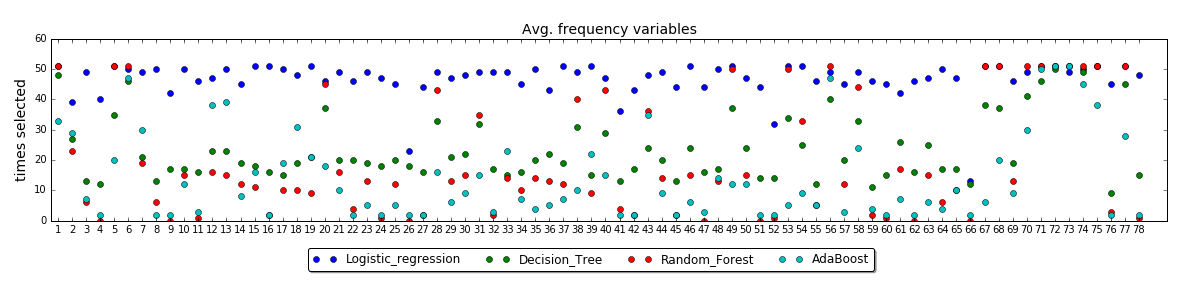 Avg. frequency variables
times selected
60
50
40
30
20
10
0
1 2 3 4 5 6 7 8 9 10 11 12 13 14 15 16 17 18 19 20 21 22 23 24 25 26 27 28 29 30 31 32 33 34 35 36 37 38 39 40 41 42 43 44 45 46 47 48 49 50 51 52 53 54 55 56 57 58 59 60 61 62 63 64 65 66 67 68 69 70 71 72 73 74 75 76 77 78
Logistic_regression Decision_Tree Random_Forest AdaBoost